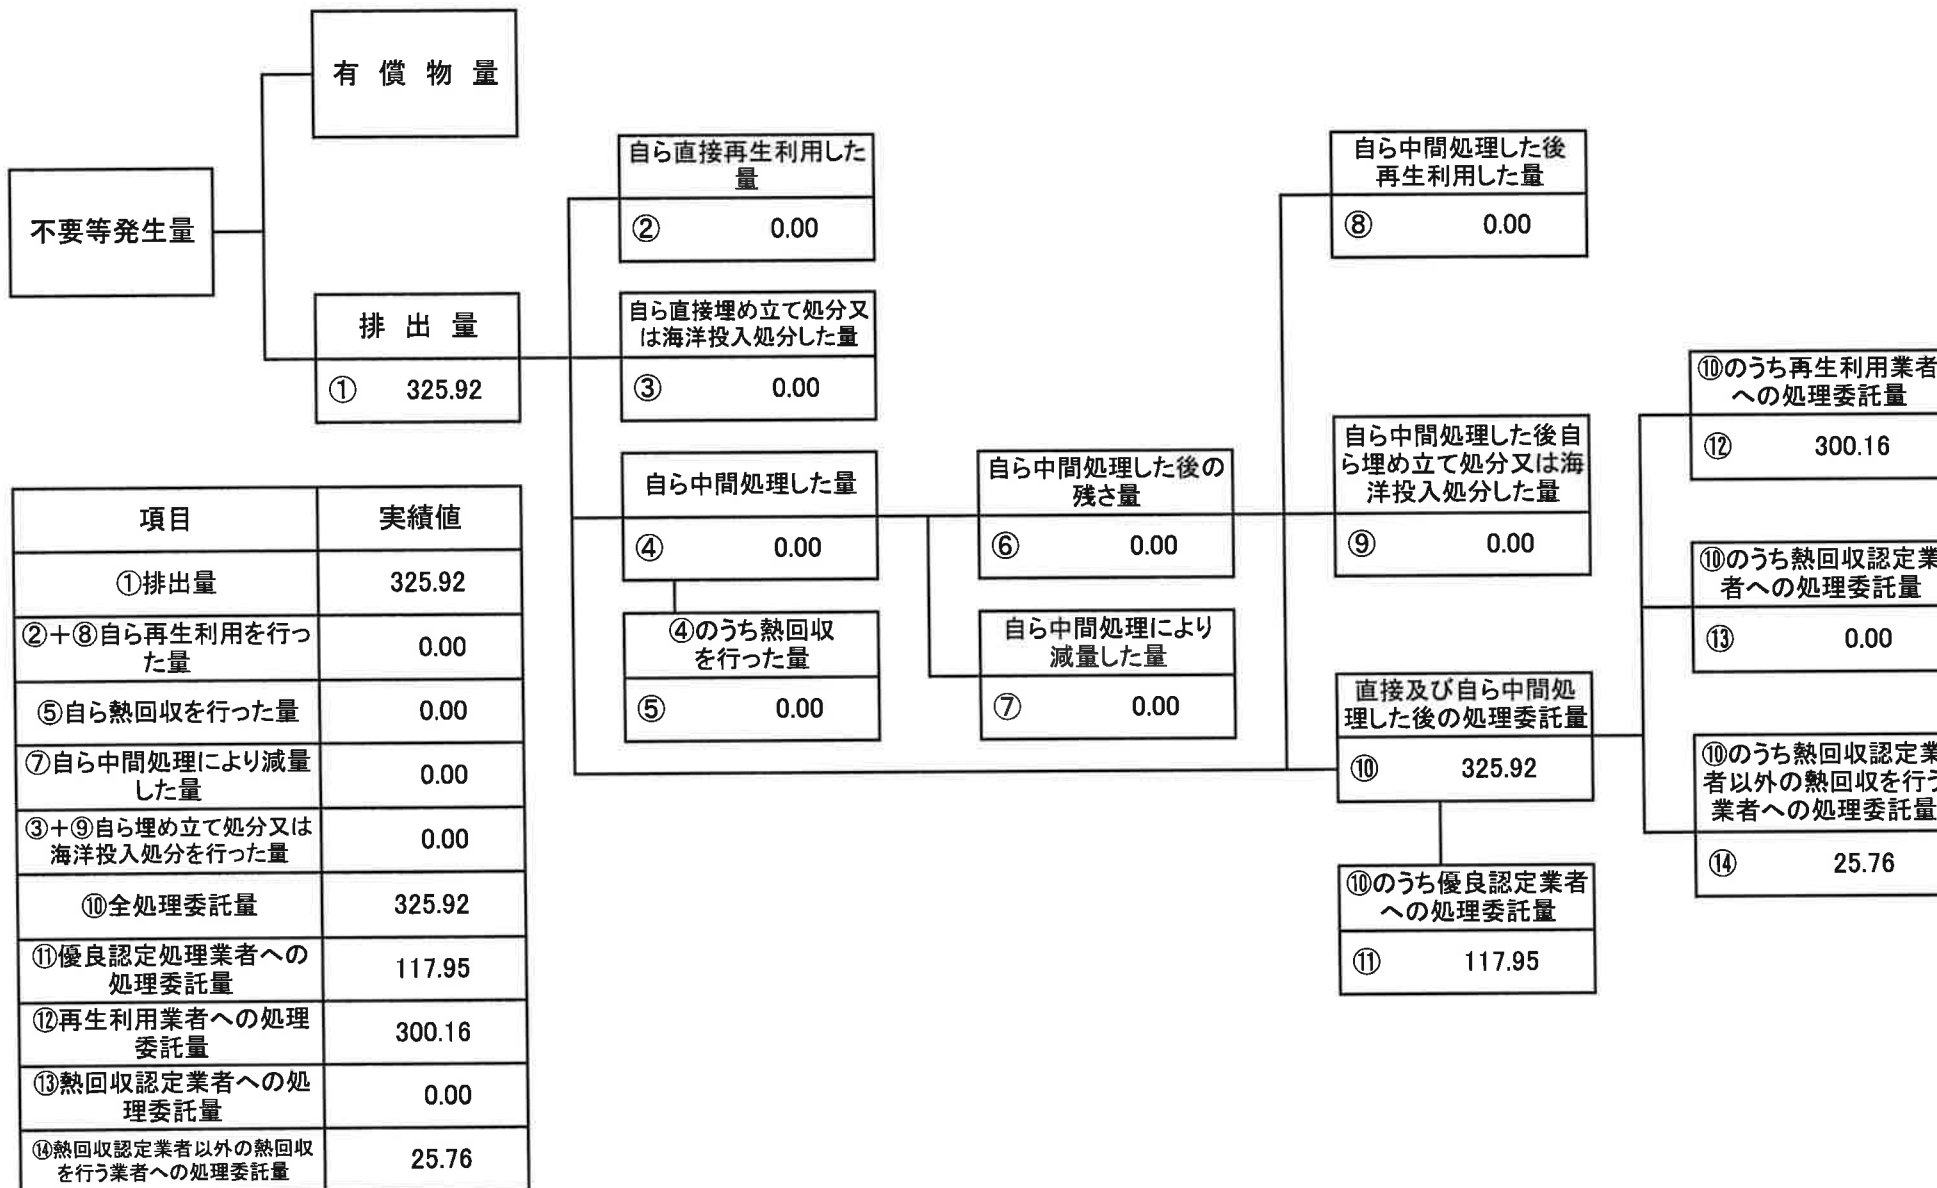 有償物量
不要等発生量
排出量
① 325.92
自ら直接再生利用した
量
② 0.00
自ら直接埋め立て処分又
は海洋投入処分した量
③ 0.00
自ら中間処理した量
④ 0.00
④のうち熱回収
を行った量
⑤ 0.00
自ら中間処理した後の
残さ量
⑥ 0.00
自ら中間処理により
減量した量
⑦ 0.00
自ら中間処理した後
再生利用した量
⑧ 0.00
自ら中間処理した後自
ら埋め立て処分又は海
洋投入処分した量
⑨ 0.00
直接及び自ら中間処
理した後の処理委託量
⑩ 325.92
⑩のうち優良認定業者
への処理委託量
⑪ 117.95
⑩のうち再生利用業者
への処理委託量
⑫ 300.16
⑩のうち熱回収認定業
者への処理委託量
⑬ 0.00
⑩のうち熱回収認定業
者以外の熱回収を行う
業者への処理委託量
⑭ 25.76
項目 実績値
①排出量 325.92
②+⑧自ら再生利用を行っ
た量 0.00
⑤自ら熱回収を行った量 0.00
⑦自ら中間処理により減量
した量 0.00
③+⑨自ら埋め立て処分又は
海洋投入処分を行った量 0.00
⑩全処理委託量 325.92
⑪優良認定処理業者への
処理委託量 117.95
⑫再生利用業者への処理
委託量 300.16
⑬熱回収認定業者への処
理委託量 0.00
⑭熱回収認定業者以外の熱回収
を行う業者への処理委託量 25.76